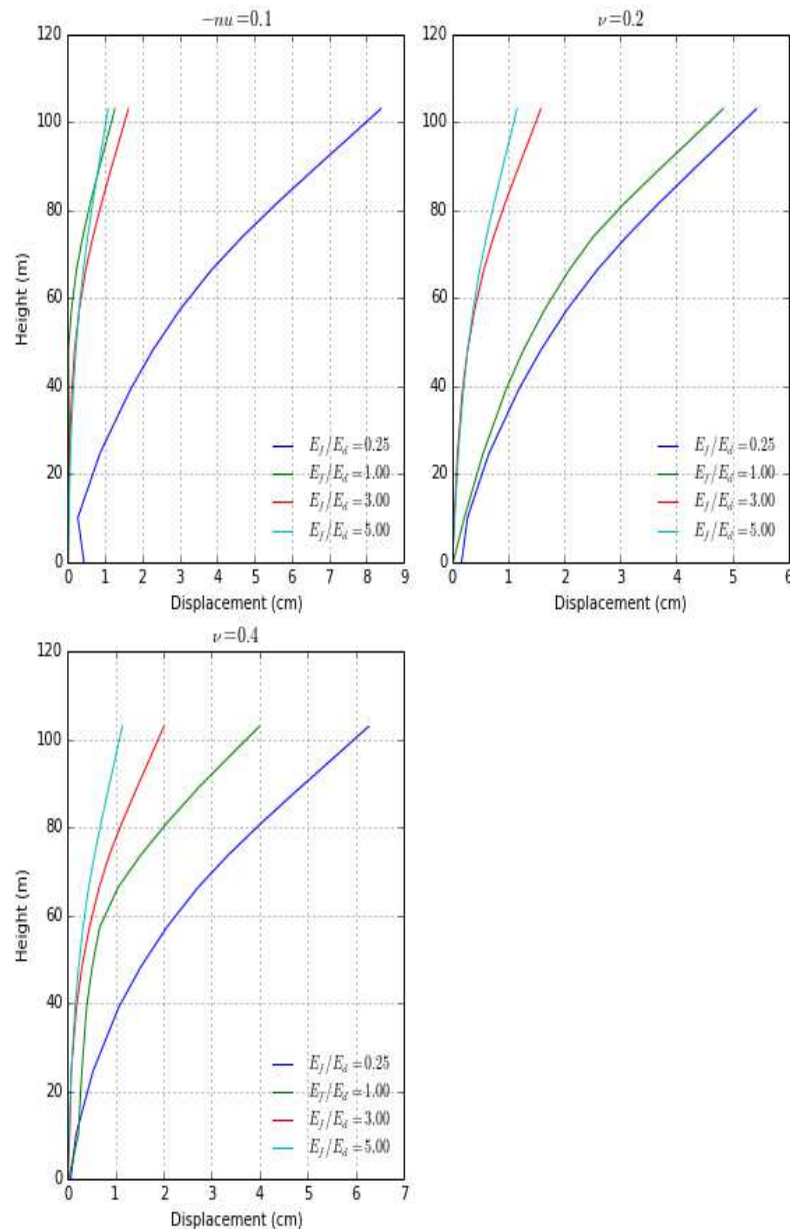 −nu=0.1
120
100
80
60
40
20
0
Height (m)
E_f/E_d=0.25
E_f/E_d=1.00
E_f/E_d=3.00
E_f/E_d=5.00
0 1 2 3 4 5 6 7 8 9
Displacement (cm)
ν=0.2
120
100
80
60
40
20
0
E_f/E_d=0.25
E_f/E_d=1.00
E_f/E_d=3.00
E_f/E_d=5.00
0 1 2 3 4 5 6
Displacement (cm)
ν=0.4
120
100
80
60
40
20
0
Height (m)
E_f/E_d=0.25
E_f/E_d=1.00
E_f/E_d=3.00
E_f/E_d=5.00
0 1 2 3 4 5 6 7
Displacement (cm)